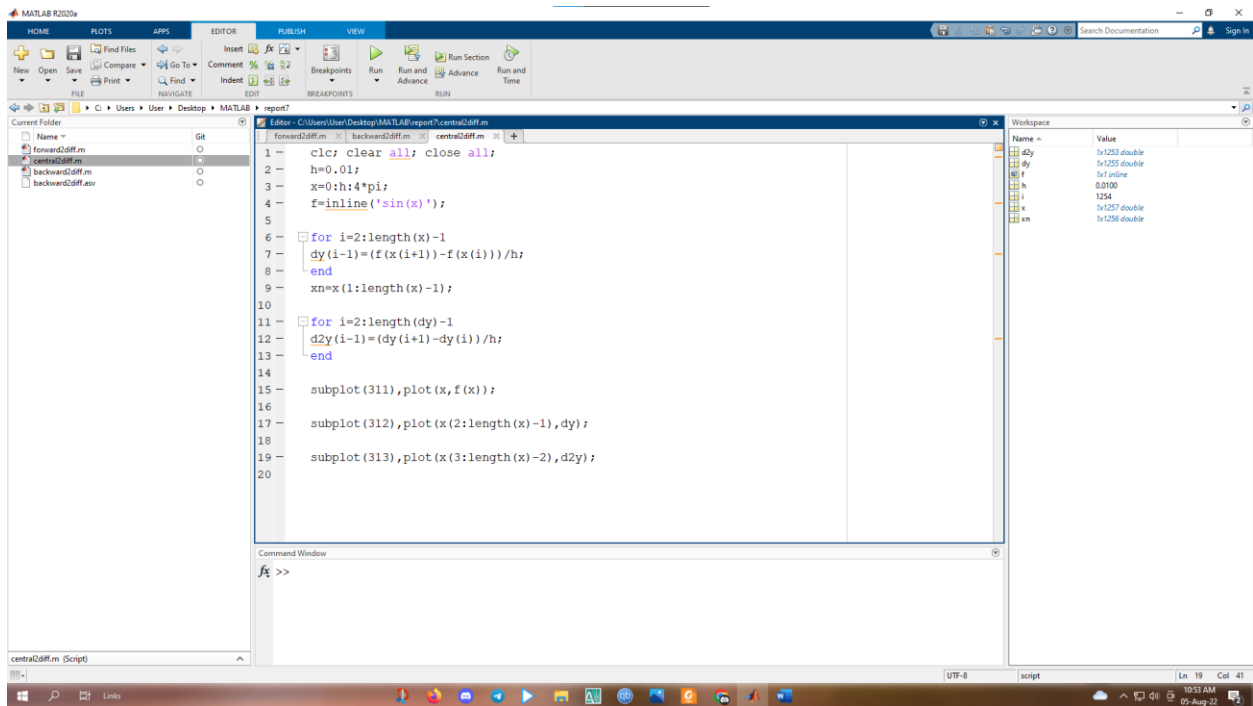 MATLAB R2020a
HOME PLOTS APPS EDITOR PUBLISH VIEW Search Documentation Sign In
New Open Save Find Files Compare Print Go To Find Insert fx Comment % Indent Breakpoints Run Run and Advance Run Section Advance Run and Time
FILE NAVIGATE EDIT BREAKPOINTS RUN
C: Users User Desktop MATLAB report7
Current Folder
Name Git
forward2diff.m
central2diff.m
backward2diff.m
backward2diff.asv
central2diff.m (Script)
Editor - C:\Users\User\Desktop\MATLAB\report7\central2diff.m
forward2diff.m backward2diff.m central2diff.m +
1 - clc; clear all; close all;
2 - h=0.01;
3 - x=0:h:4*pi;
4 - f=inline('sin(x)');
5
6 - for i=2:length(x)-1
7 - dy(i-1)=(f(x(i+1))-f(x(i)))/h;
8 - end
9 - xn=x(1:length(x)-1);
10
11 - for i=2:length(dy)-1
12 - d2y(i-1)=(dy(i+1)-dy(i))/h;
13 - end
14
15 - subplot(311),plot(x,f(x));
16
17 - subplot(312),plot(x(2:length(x)-1),dy);
18
19 - subplot(313),plot(x(3:length(x)-2),d2y);
20
Command Window
fx >>
Workspace
Name Value
d2y 1x1253 double
dy 1x1255 double
f 1x1 inline
h 0.0100
i 1254
x 1x1257 double
xn 1x1256 double
UTF-8 script Ln 19 Col 41
Links
10:53 AM
05-Aug-22